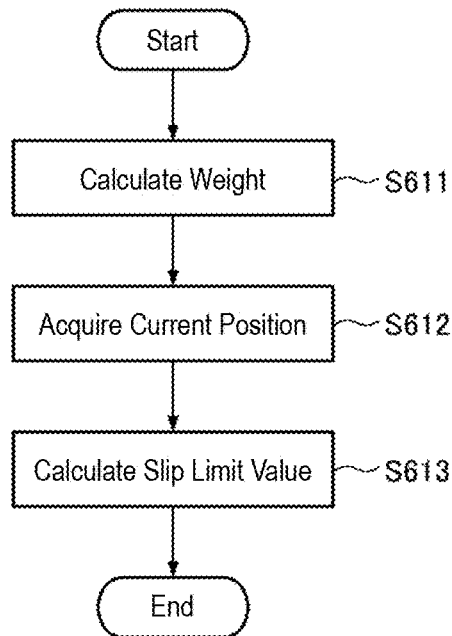 Start
Calculate Weight S611
Acquire Current Position S612
Calculate Slip Limit Value S613
End